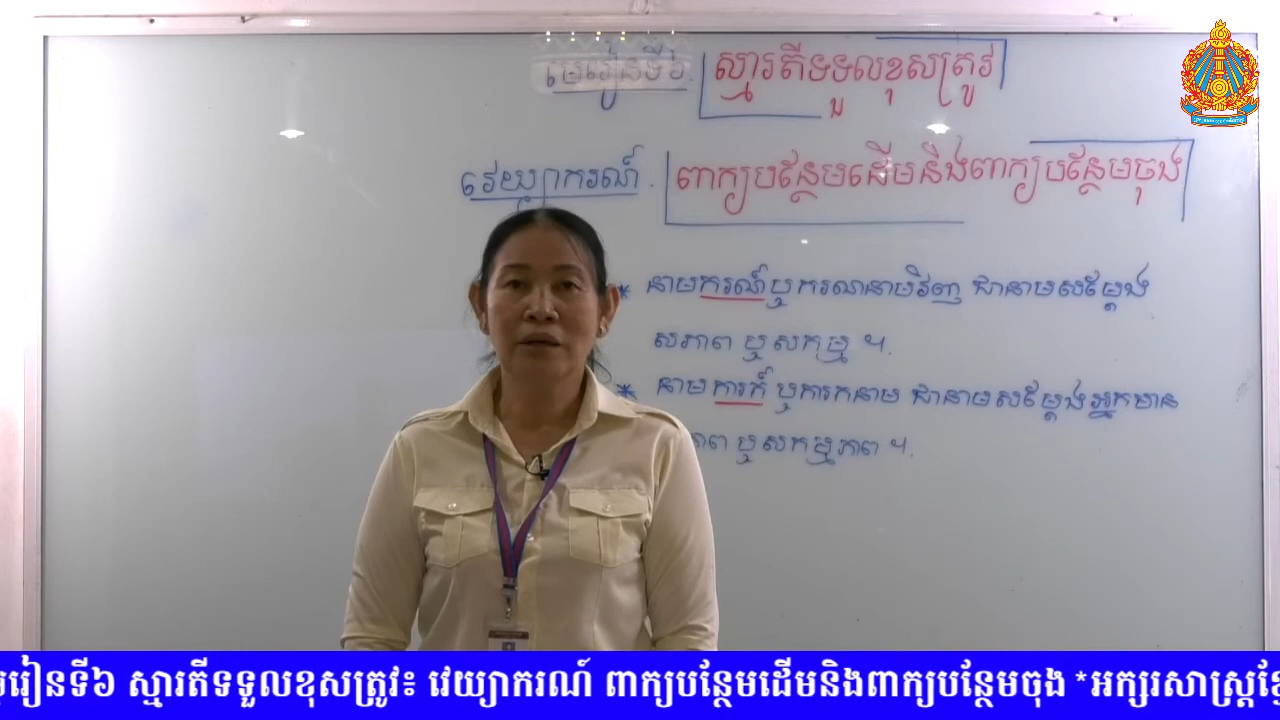 មេរៀនទី៦. ស្មារតីទទួលខុសត្រូវ
វេយ្យាករណ៍. ពាក្យបន្ថែមដើមនិងពាក្យបន្ថែមចុង
* នាមករណ៍ឬករណនាមវិញ ជានាមសម្ដែង
សភាព ឬសកម្ម ។
* នាមការក៍ ឬការកនាម ជានាមសម្ដែងអ្នកមាន
ភាព ឬសកម្មភាព ។
រៀនទី៦ ស្មារតីទទួលខុសត្រូវ៖ វេយ្យាករណ៍ ពាក្យបន្ថែមដើមនិងពាក្យបន្ថែមចុង *អក្សរសាស្ត្រខ្មែ